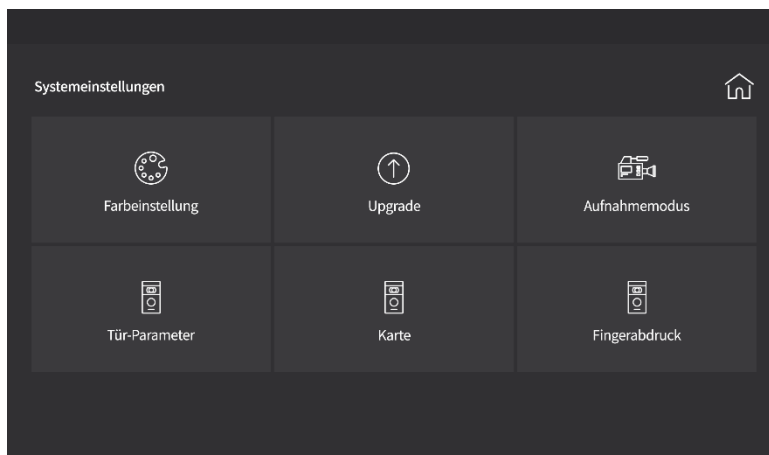 Systemeinstellungen
Farbeinstellung
Upgrade
Aufnahmemodus
Tür-Parameter
Karte
Fingerabdruck